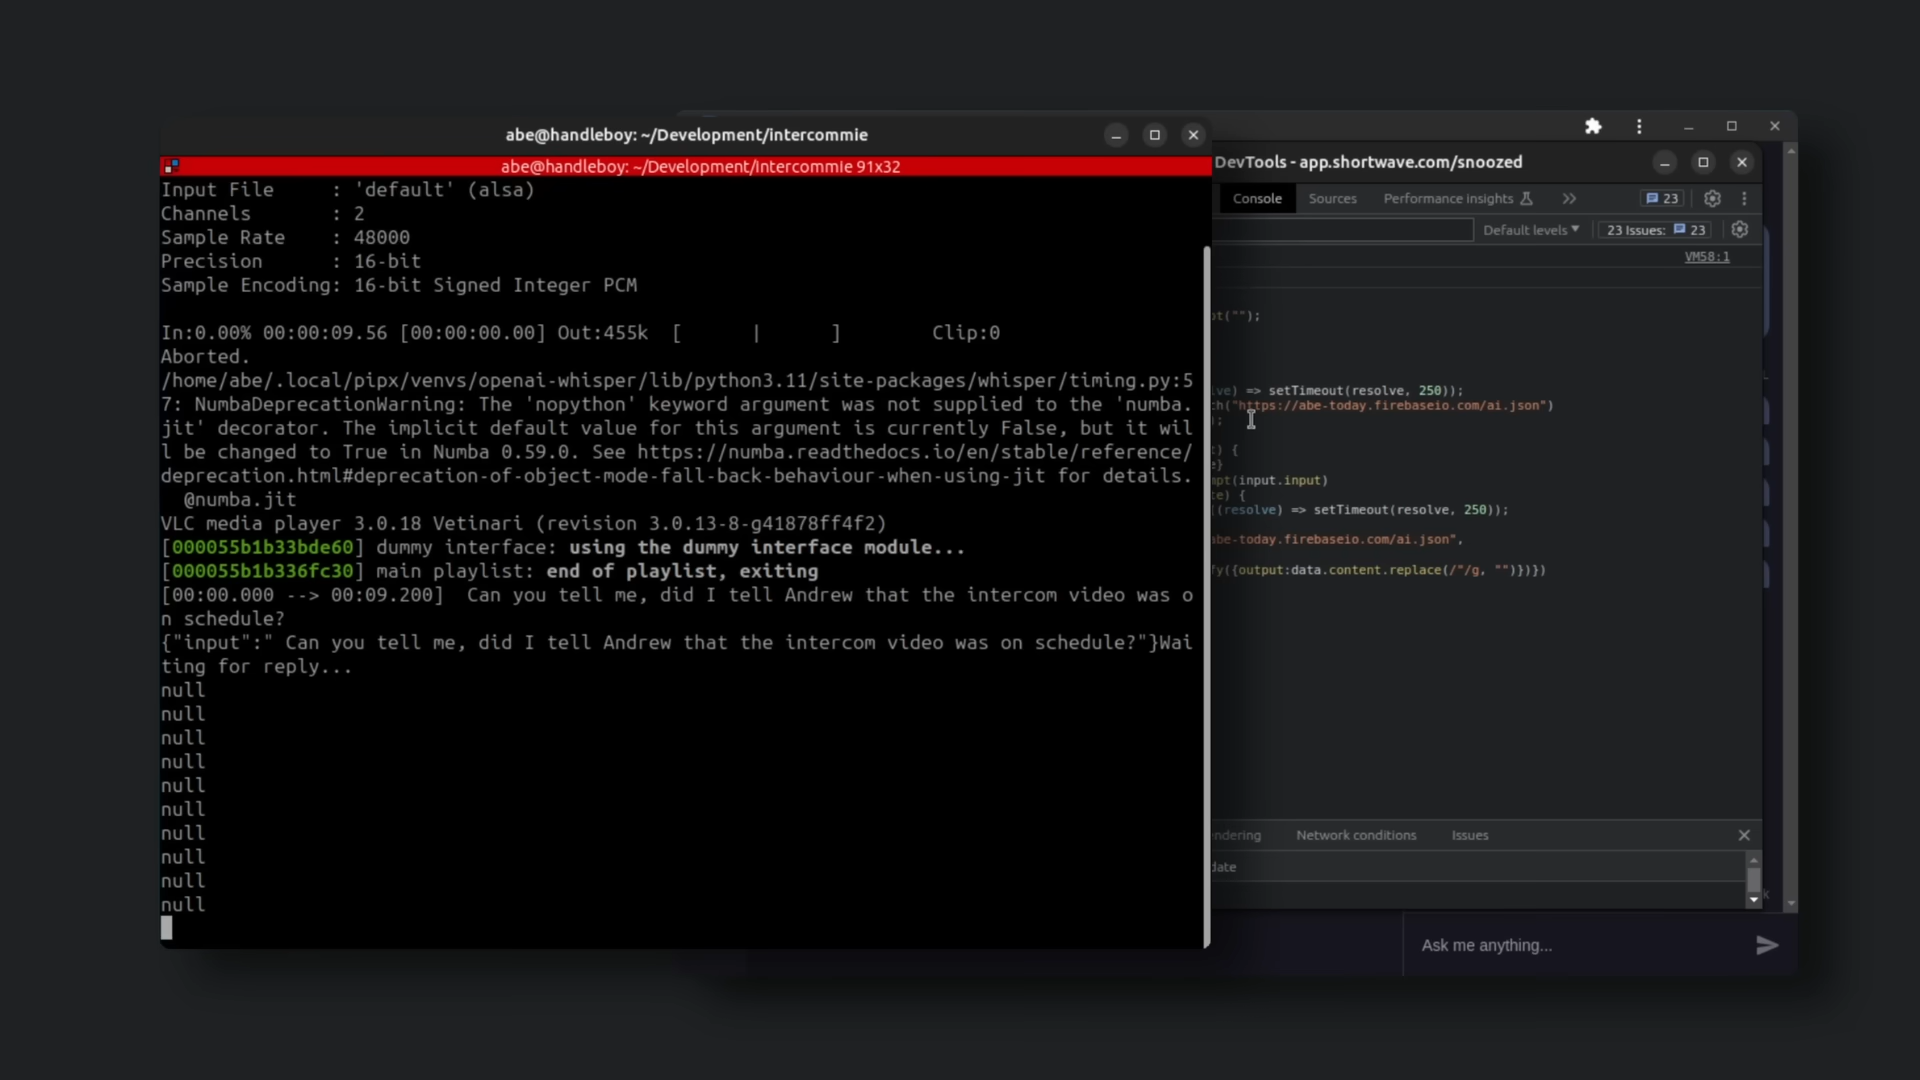 abe@handleboy: ~/Development/intercommie
abe@handleboy: ~/Development/intercommie 91x32
Input File     : 'default' (alsa)
Channels       : 2
Sample Rate    : 48000
Precision      : 16-bit
Sample Encoding: 16-bit Signed Integer PCM
In:0.00% 00:00:09.56 [00:00:00.00] Out:455k  [      |      ]        Clip:0
Aborted.
/home/abe/.local/pipx/venvs/openai-whisper/lib/python3.11/site-packages/whisper/timing.py:5
7: NumbaDeprecationWarning: The 'nopython' keyword argument was not supplied to the 'numba.
jit' decorator. The implicit default value for this argument is currently False, but it wil
l be changed to True in Numba 0.59.0. See https://numba.readthedocs.io/en/stable/reference/
deprecation.html#deprecation-of-object-mode-fall-back-behaviour-when-using-jit for details.
  @numba.jit
VLC media player 3.0.18 Vetinari (revision 3.0.13-8-g41878ff4f2)
[000055b1b33bde60] dummy interface: using the dummy interface module...
[000055b1b336fc30] main playlist: end of playlist, exiting
[00:00.000 --> 00:09.200]  Can you tell me, did I tell Andrew that the intercom video was o
n schedule?
{"input":" Can you tell me, did I tell Andrew that the intercom video was on schedule?"}Wai
ting for reply...
null
null
null
null
null
null
null
null
null
null
DevTools - app.shortwave.com/snoozed
Console Sources Performance insights 23
Default levels 23 Issues: 23
VM58:1
pt("");
lve) => setTimeout(resolve, 250));
ch("https://abe-today.firebaseio.com/ai.json")
);
) {
}
mpt(input.input)
te) {
((resolve) => setTimeout(resolve, 250));
abe-today.firebaseio.com/ai.json",
fy({output:data.content.replace(/"/g, "")})})
ndering Network conditions Issues
date
Ask me anything...